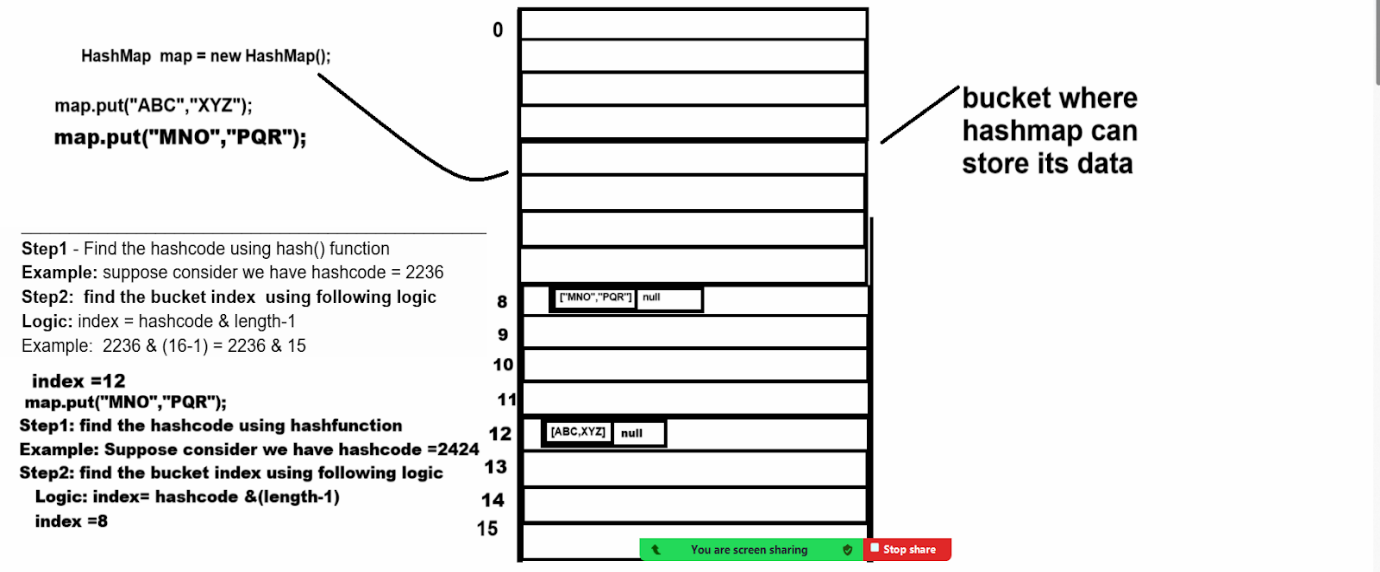 HashMap  map = new HashMap();
map.put("ABC","XYZ");
map.put("MNO","PQR");
Step1 - Find the hashcode using hash() function
Example: suppose consider we have hashcode = 2236
Step2:  find the bucket index  using following logic
Logic: index = hashcode & length-1
Example:  2236 & (16-1) = 2236 & 15
index =12
map.put("MNO","PQR");
Step1: find the hashcode using hashfunction
Example: Suppose consider we have hashcode =2424
Step2: find the bucket index using following logic
Logic: index= hashcode &(length-1)
index =8
0
8
["MNO","PQR"] null
9
10
11
12
[ABC,XYZ] null
13
14
15
bucket where
hashmap can
store its data
You are screen sharing
Stop share